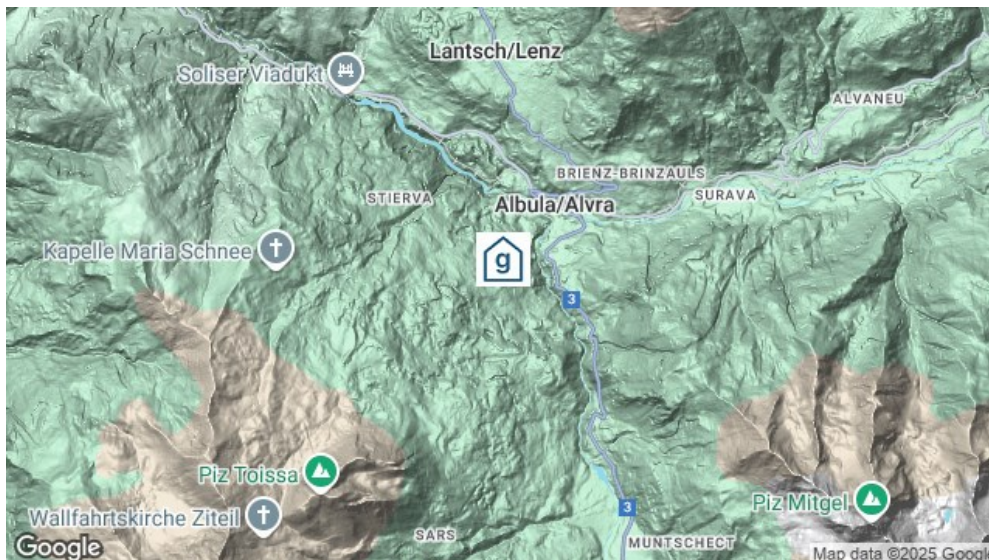 Lantsch/Lenz
Soliser Viadukt
ALVANEU
BRIENZ-BRINZAULS
STIERVA
SURAVA
Albula/Alvra
Kapelle Maria Schnee
g
3
3
Piz Toissa
Piz Mitgel
Wallfahrtskirche Ziteil
SARS
MUNTSCHECT
Google
Map data ©2025 Google